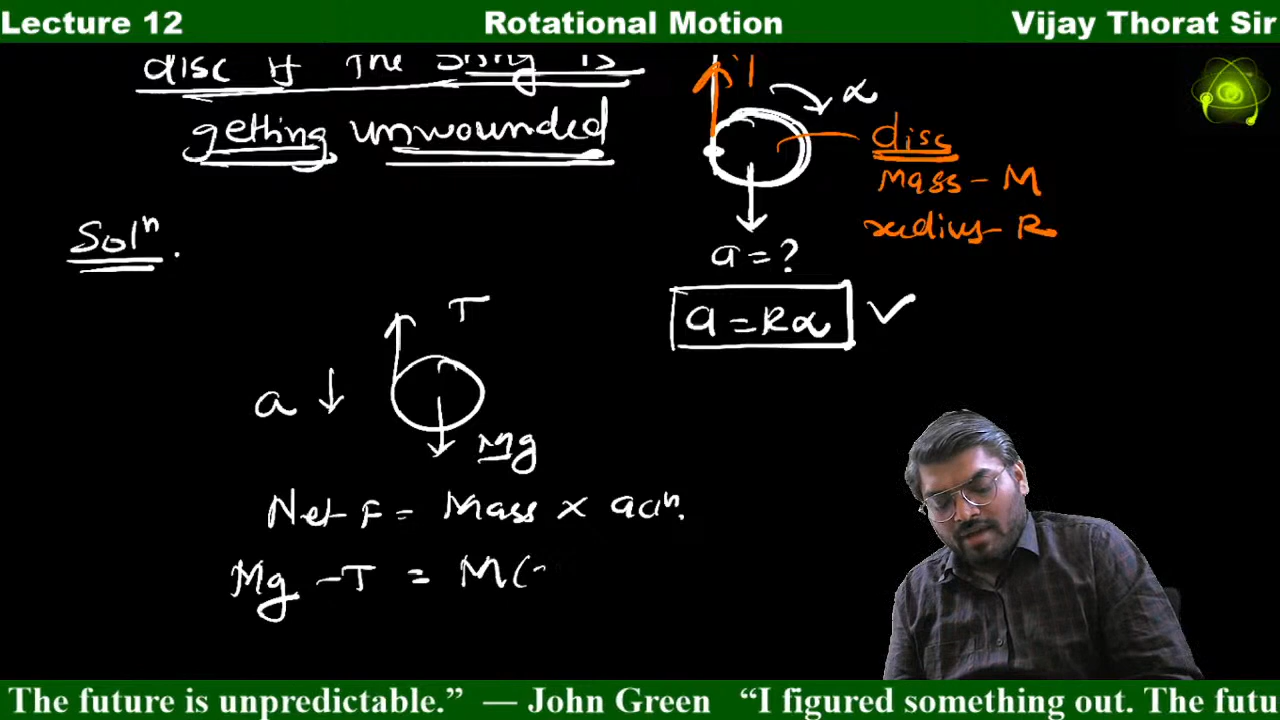 Lecture 12
Rotational Motion
Vijay Thorat Sir
disc if the string is
getting unwounded
T
α
disc
Mass - M
radius - R
a = ?
a = Rα
Solⁿ.
T
a ↓
Mg
Net F = Mass × accⁿ.
Mg - T = M(
The future is unpredictable.” — John Green “I figured something out. The futu